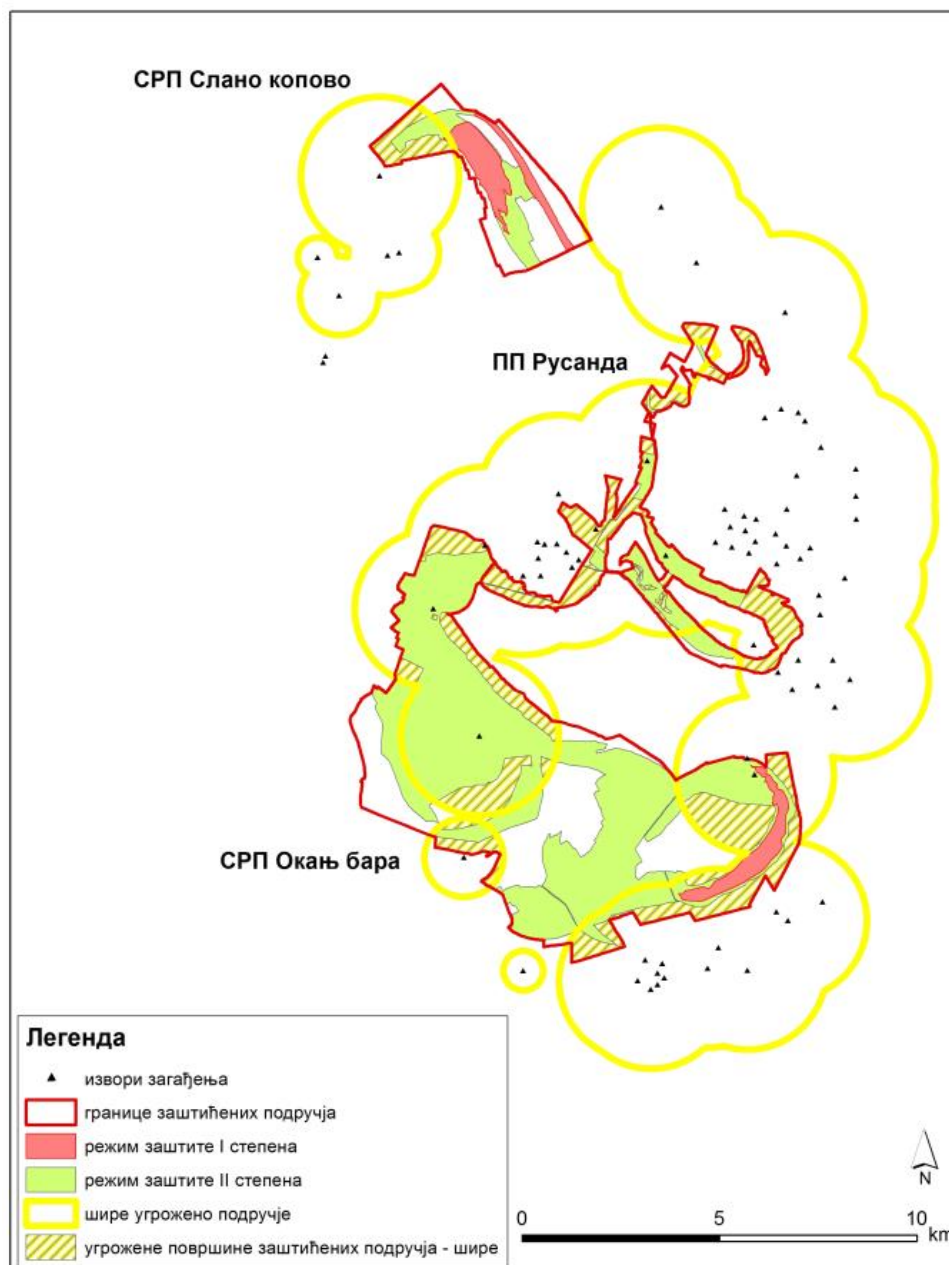 СРП Слано копово
ПП Русанда
СРП Окањ бара
Легенда
извори загађења
границе заштићених подручја
режим заштите I степена
режим заштите II степена
шире угрожено подручје
угрожене површине заштићених подручја - шире
N
0 5 10
km